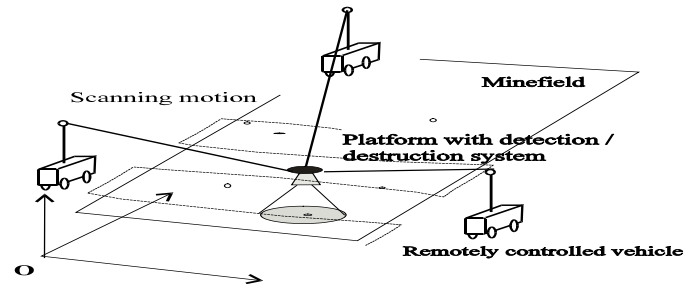 Minefield
Scanning motion
Platform with detection /
destruction system
Remotely controlled vehicle
O